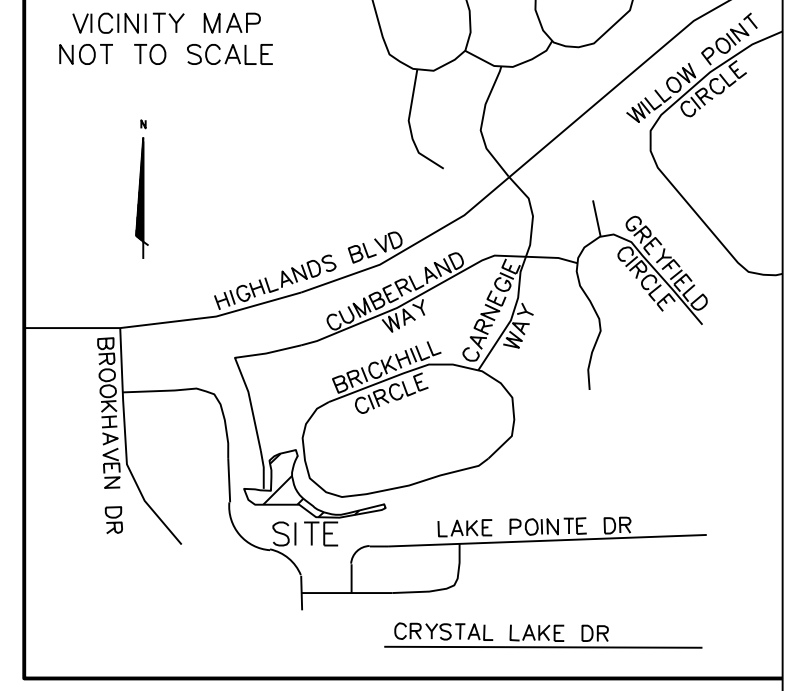 VICINITY MAP
NOT TO SCALE
N
WILLOW POINT
CIRCLE
GREYFIELD
CIRCLE
HIGHLANDS BLVD
CUMBERLAND
WAY
CARNEGIE
WAY
BROOKHAVEN DR
BRICKHILL
CIRCLE
SITE
LAKE POINTE DR
CRYSTAL LAKE DR